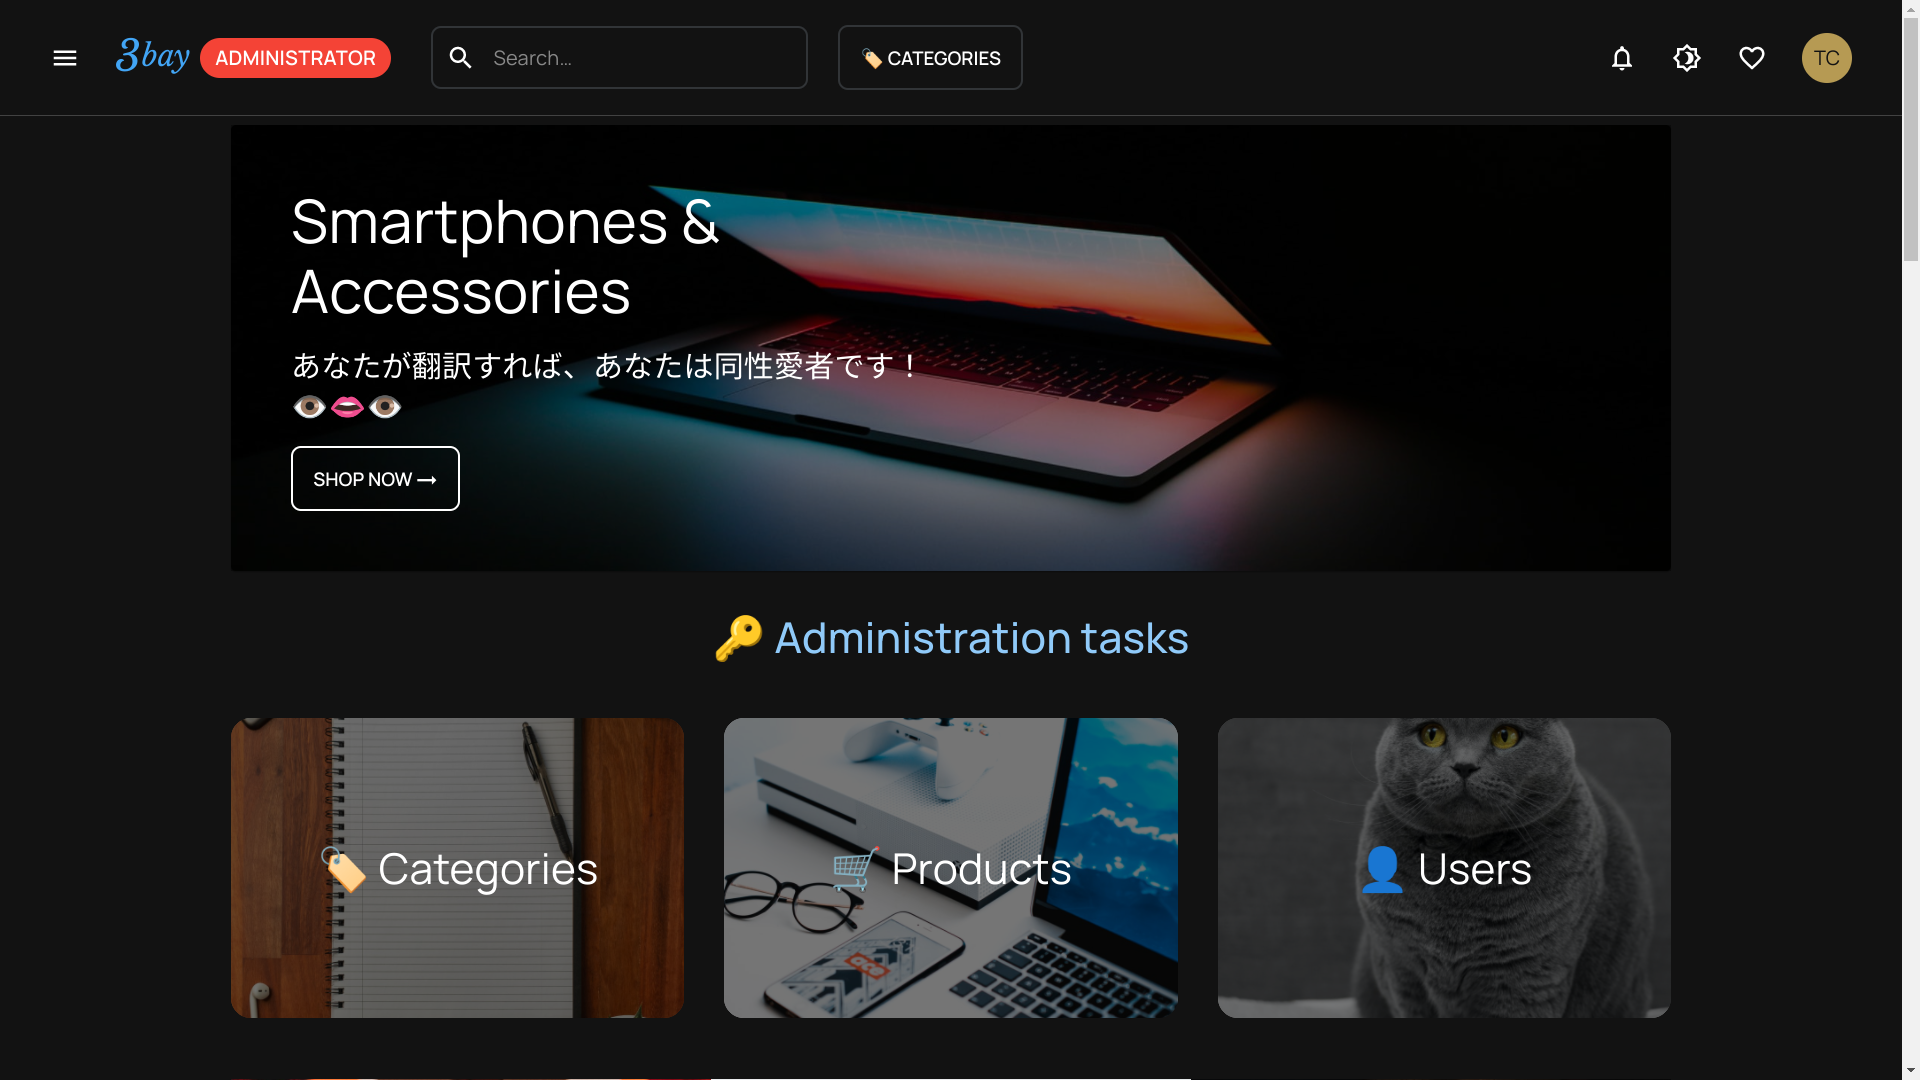 3bay ADMINISTRATOR Search... 🏷️ CATEGORIES TC
Smartphones &
Accessories
あなたが翻訳すれば、あなたは同性愛者です！
👁️👄👁️
SHOP NOW →
🔑 Administration tasks
🏷️ Categories
🛒 Products
👤 Users